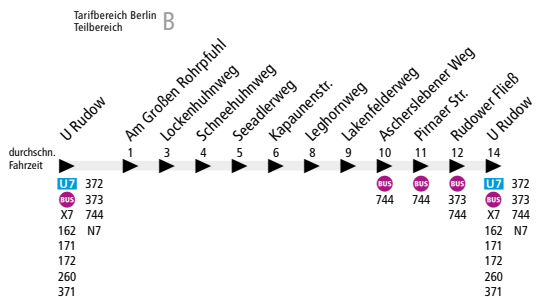 Tarifbereich Berlin B
Teilbereich
U Rudow
Am Großen Rohrpfuhl
Lockenhuhnweg
Schneehuhnweg
Seeadlerweg
Kapaunenstr.
Leghornweg
Lakenfelderweg
Ascherslebener Weg
Pirnaer Str.
Rudower Fließ
U Rudow
durchschn. 1 3 4 5 6 8 9 10 11 12 14
Fahrzeit
U7 372 BUS BUS BUS U7 372
BUS 373 744 744 373 BUS 373
X7 744 744 X7 744
162 N7 162 N7
171 171
172 172
260 260
371 371